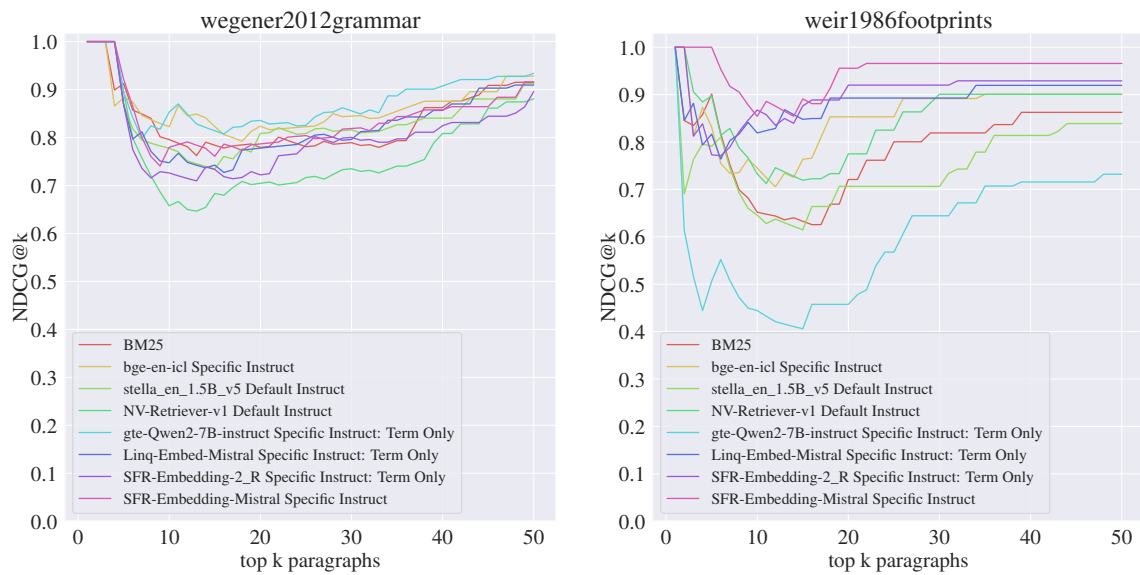 wegener2012grammar
1.0
0.9
0.8
0.7
0.6
0.5
0.4
0.3
0.2
0.1
0.0
NDCG@k
BM25
bge-en-icl Specific Instruct
stella_en_1.5B_v5 Default Instruct
NV-Retriever-v1 Default Instruct
gte-Qwen2-7B-instruct Specific Instruct: Term Only
Linq-Embed-Mistral Specific Instruct: Term Only
SFR-Embedding-2_R Specific Instruct: Term Only
SFR-Embedding-Mistral Specific Instruct
0 10 20 30 40 50
top k paragraphs
weir1986footprints
1.0
0.9
0.8
0.7
0.6
0.5
0.4
0.3
0.2
0.1
0.0
NDCG@k
BM25
bge-en-icl Specific Instruct
stella_en_1.5B_v5 Default Instruct
NV-Retriever-v1 Default Instruct
gte-Qwen2-7B-instruct Specific Instruct: Term Only
Linq-Embed-Mistral Specific Instruct: Term Only
SFR-Embedding-2_R Specific Instruct: Term Only
SFR-Embedding-Mistral Specific Instruct
0 10 20 30 40 50
top k paragraphs